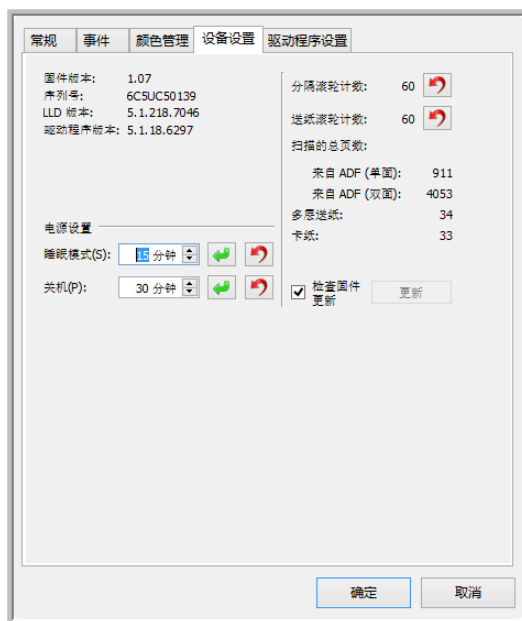 常规 事件 颜色管理 设备设置 驱动程序设置
固件版本: 1.07
序列号: 6C5UC50139
LLD 版本: 5.1.218.7046
驱动程序版本: 5.1.18.6297
电源设置
睡眠模式(S): 15 分钟
关机(P): 30 分钟
分隔滚轮计数: 60
送纸滚轮计数: 60
扫描的总页数:
来自 ADF (单面): 911
来自 ADF (双面): 4053
多层送纸: 34
卡纸: 33
检查固件
更新
更新
确定 取消